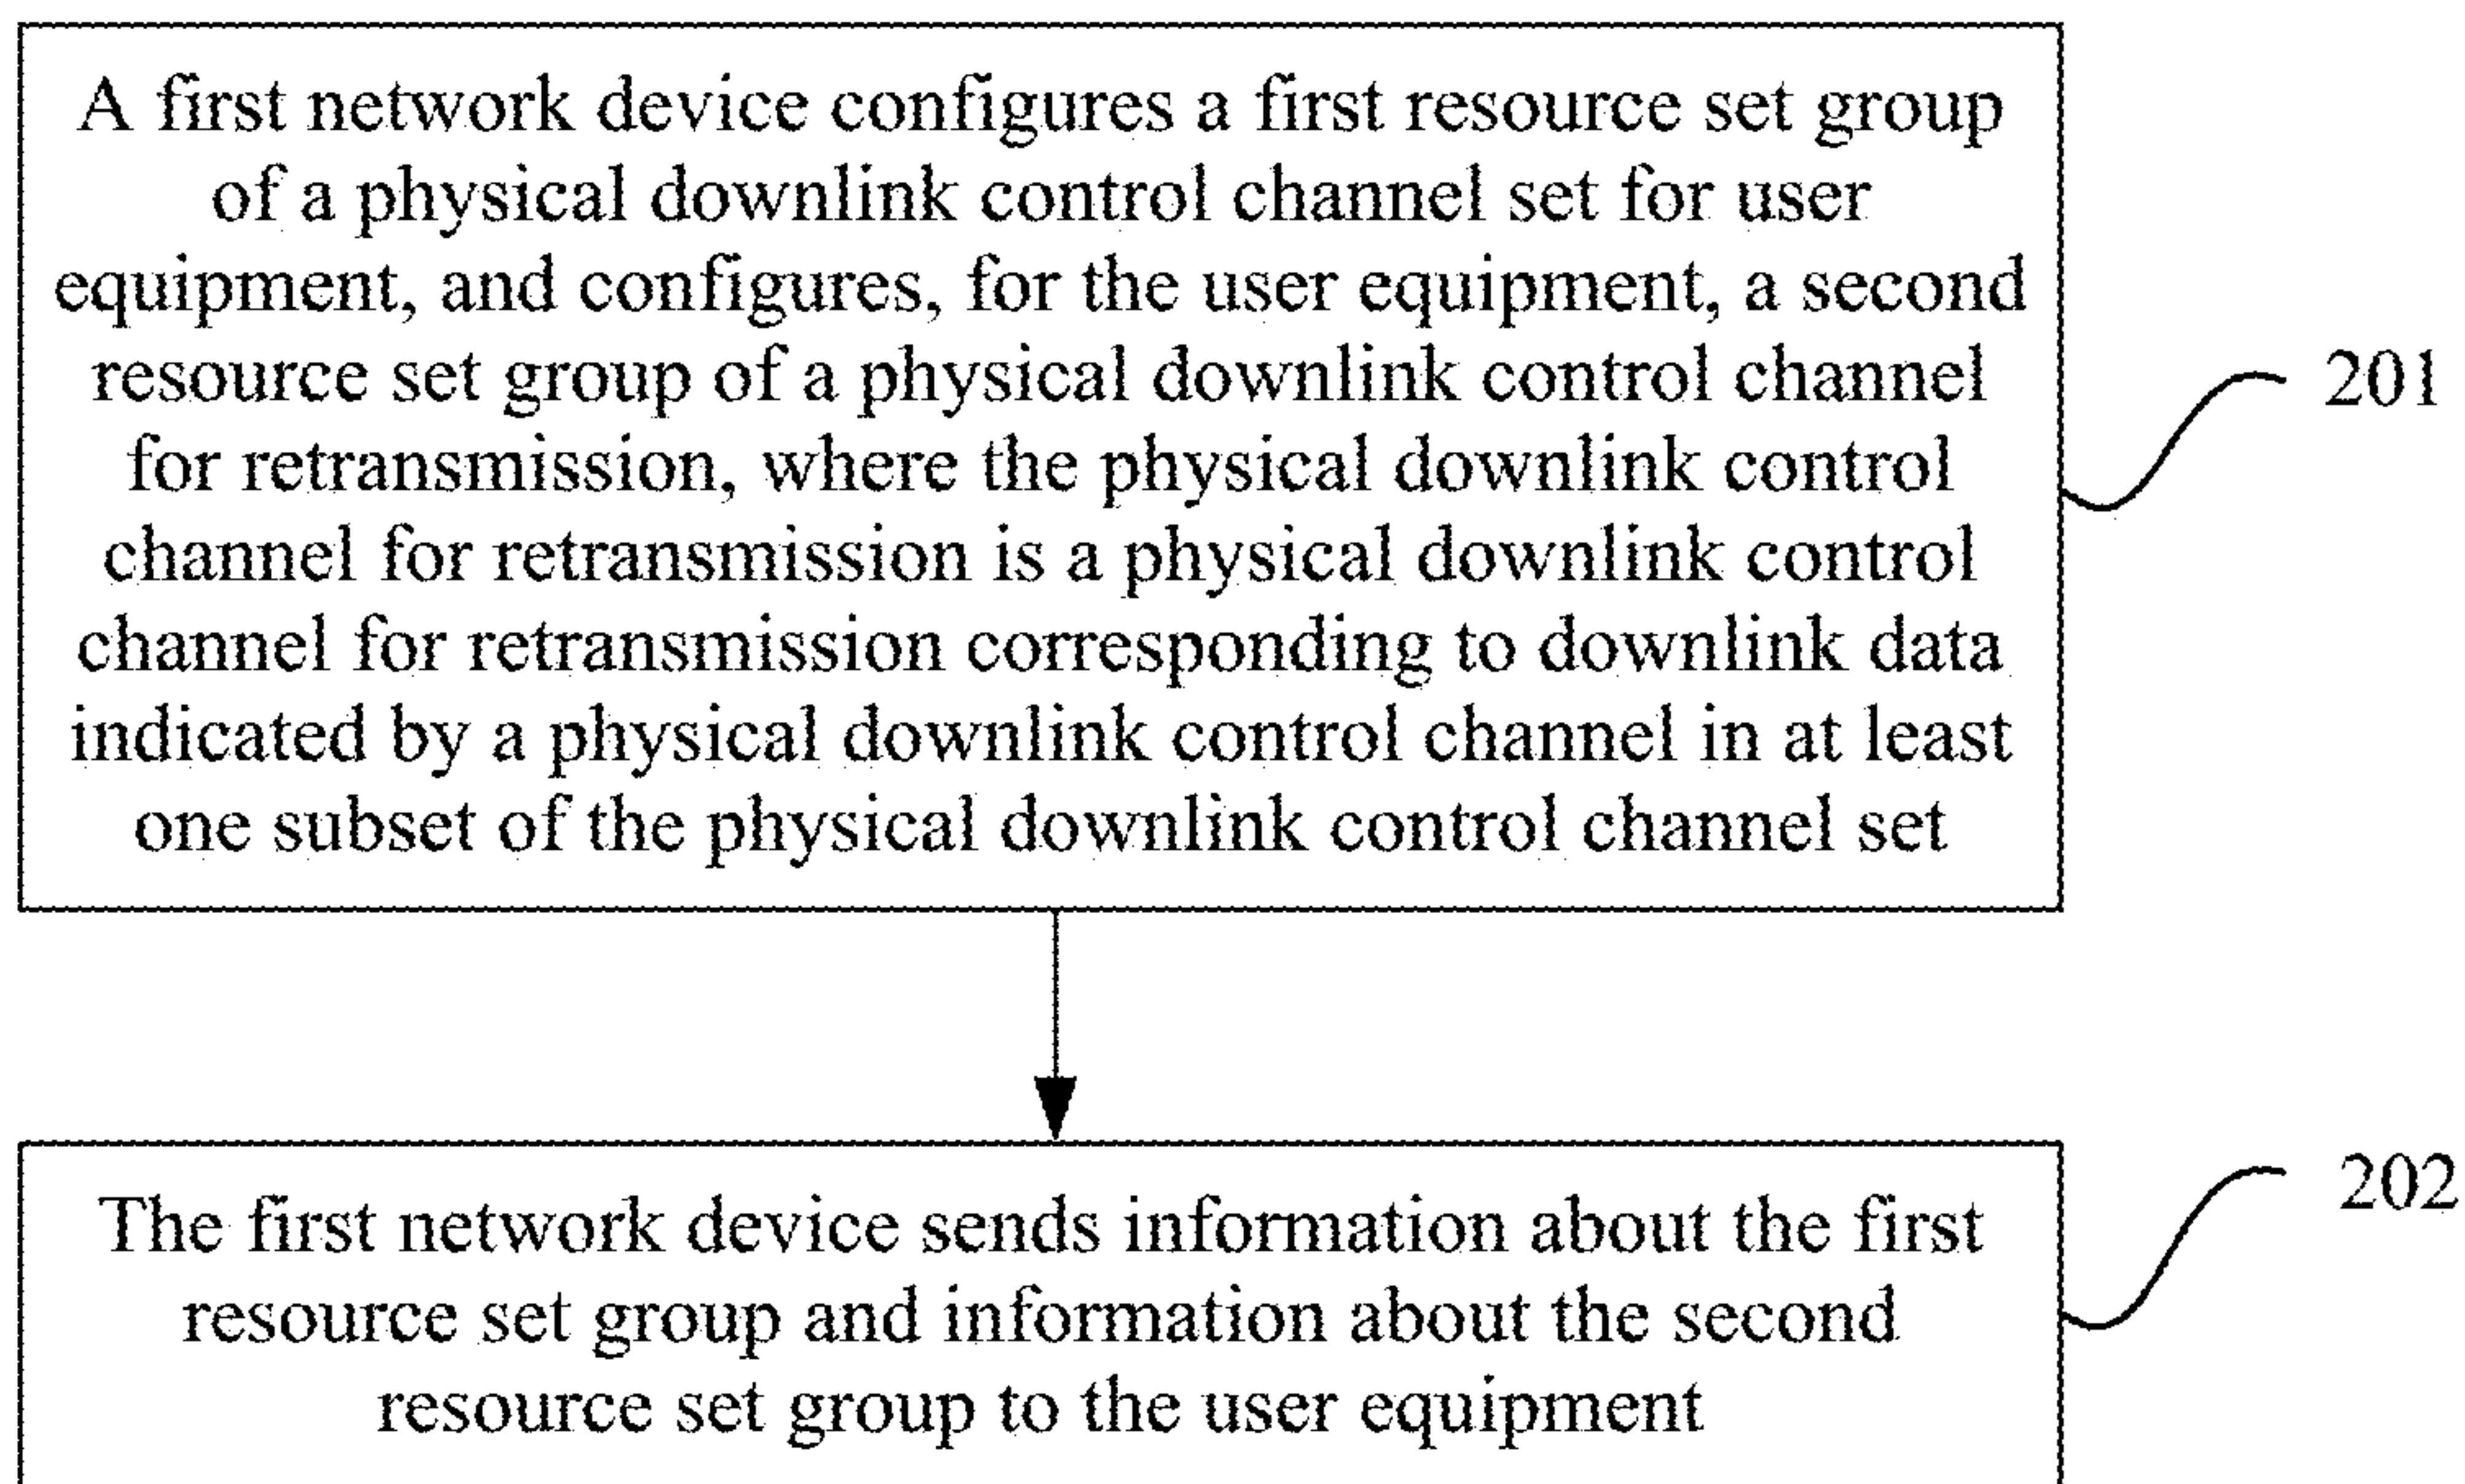 A first network device configures a first resource set group
of a physical downlink control channel set for user
equipment, and configures, for the user equipment, a second
resource set group of a physical downlink control channel
for retransmission, where the physical downlink control
channel for retransmission is a physical downlink control
channel for retransmission corresponding to downlink data
indicated by a physical downlink control channel in at least
one subset of the physical downlink control channel set
201
The first network device sends information about the first
resource set group and information about the second
resource set group to the user equipment
202